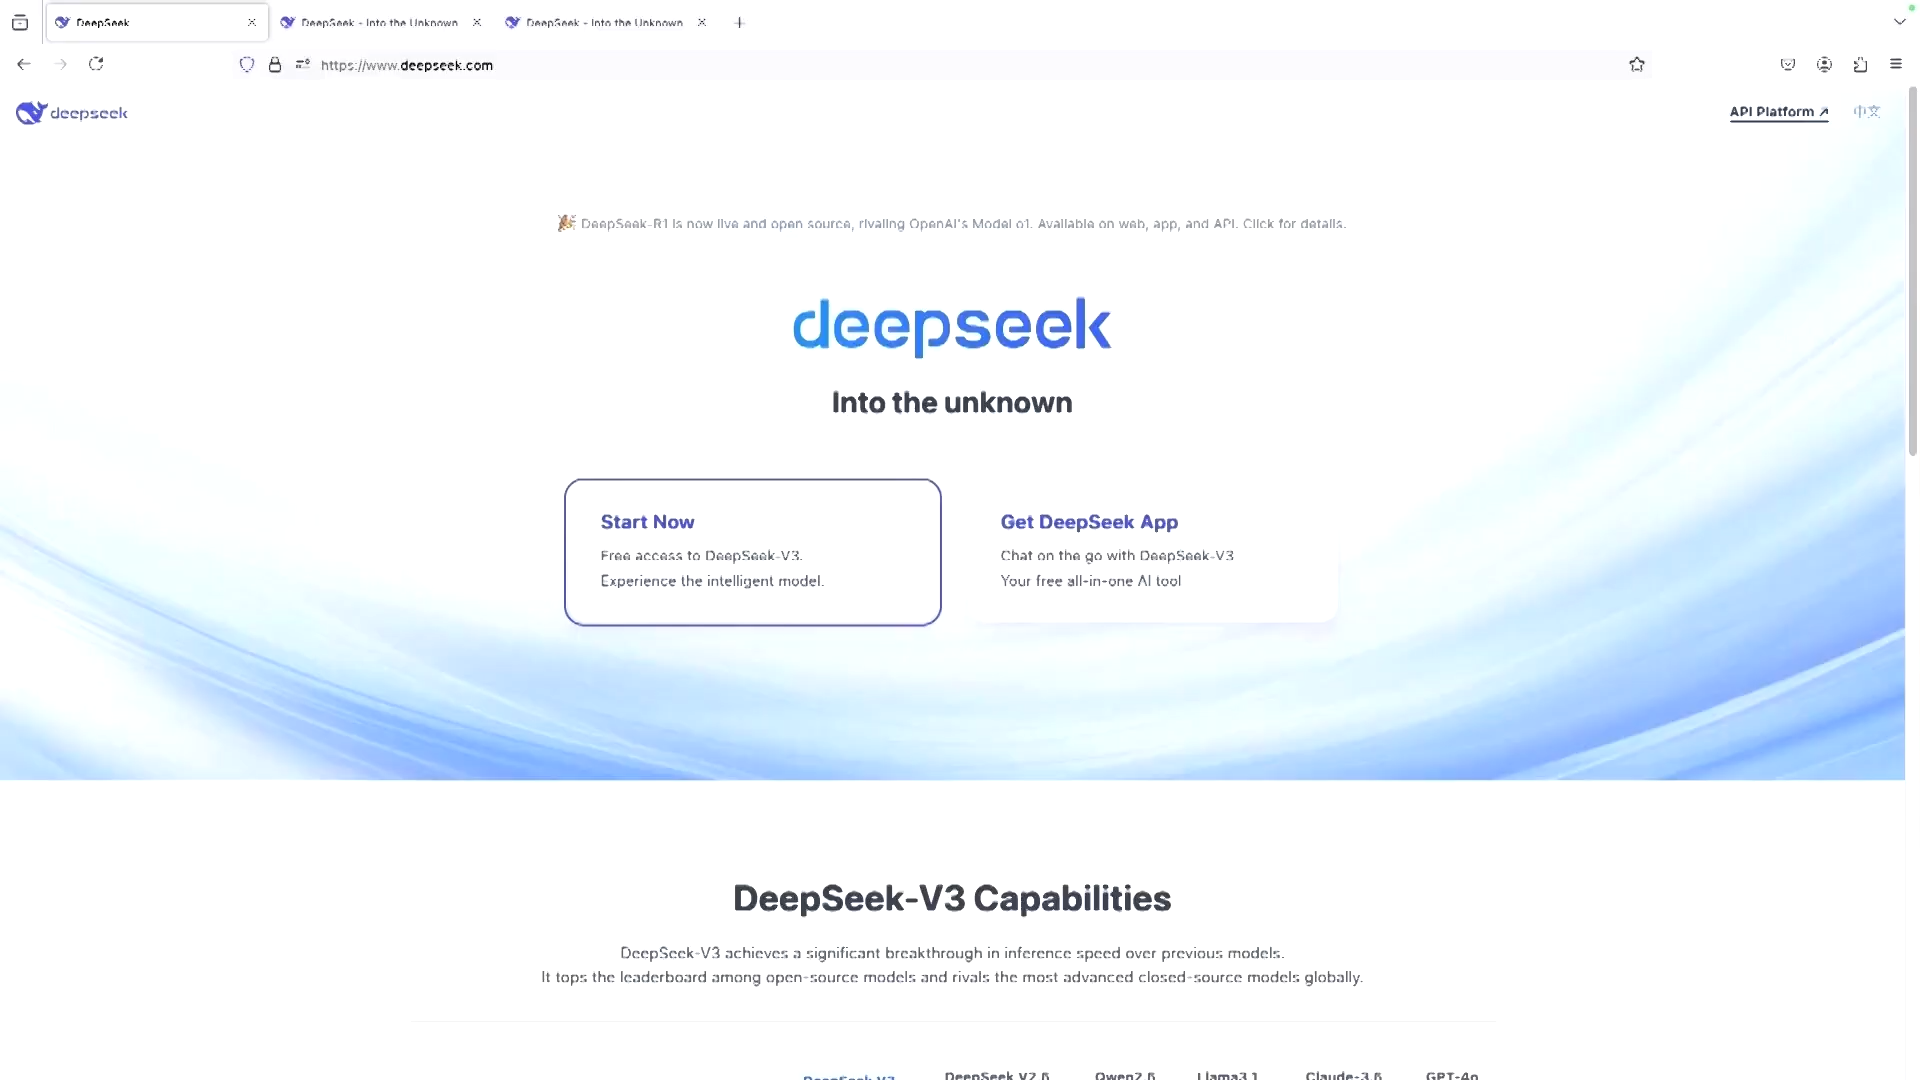 DeepSeek
DeepSeek - Into the Unknown
DeepSeek - Into the Unknown
https://www.deepseek.com
deepseek
API Platform
中文
DeepSeek-R1 is now live and open source, rivaling OpenAI's Model o1. Available on web, app, and API. Click for details.
deepseek
Into the unknown
Start Now
Free access to DeepSeek-V3.
Experience the intelligent model.
Get DeepSeek App
Chat on the go with DeepSeek-V3
Your free all-in-one AI tool
DeepSeek-V3 Capabilities
DeepSeek-V3 achieves a significant breakthrough in inference speed over previous models.
It tops the leaderboard among open-source models and rivals the most advanced closed-source models globally.
DeepSeek V3 DeepSeek V2.5 Qwen2.5 Llama3.1 Claude-3.5 GPT-4o